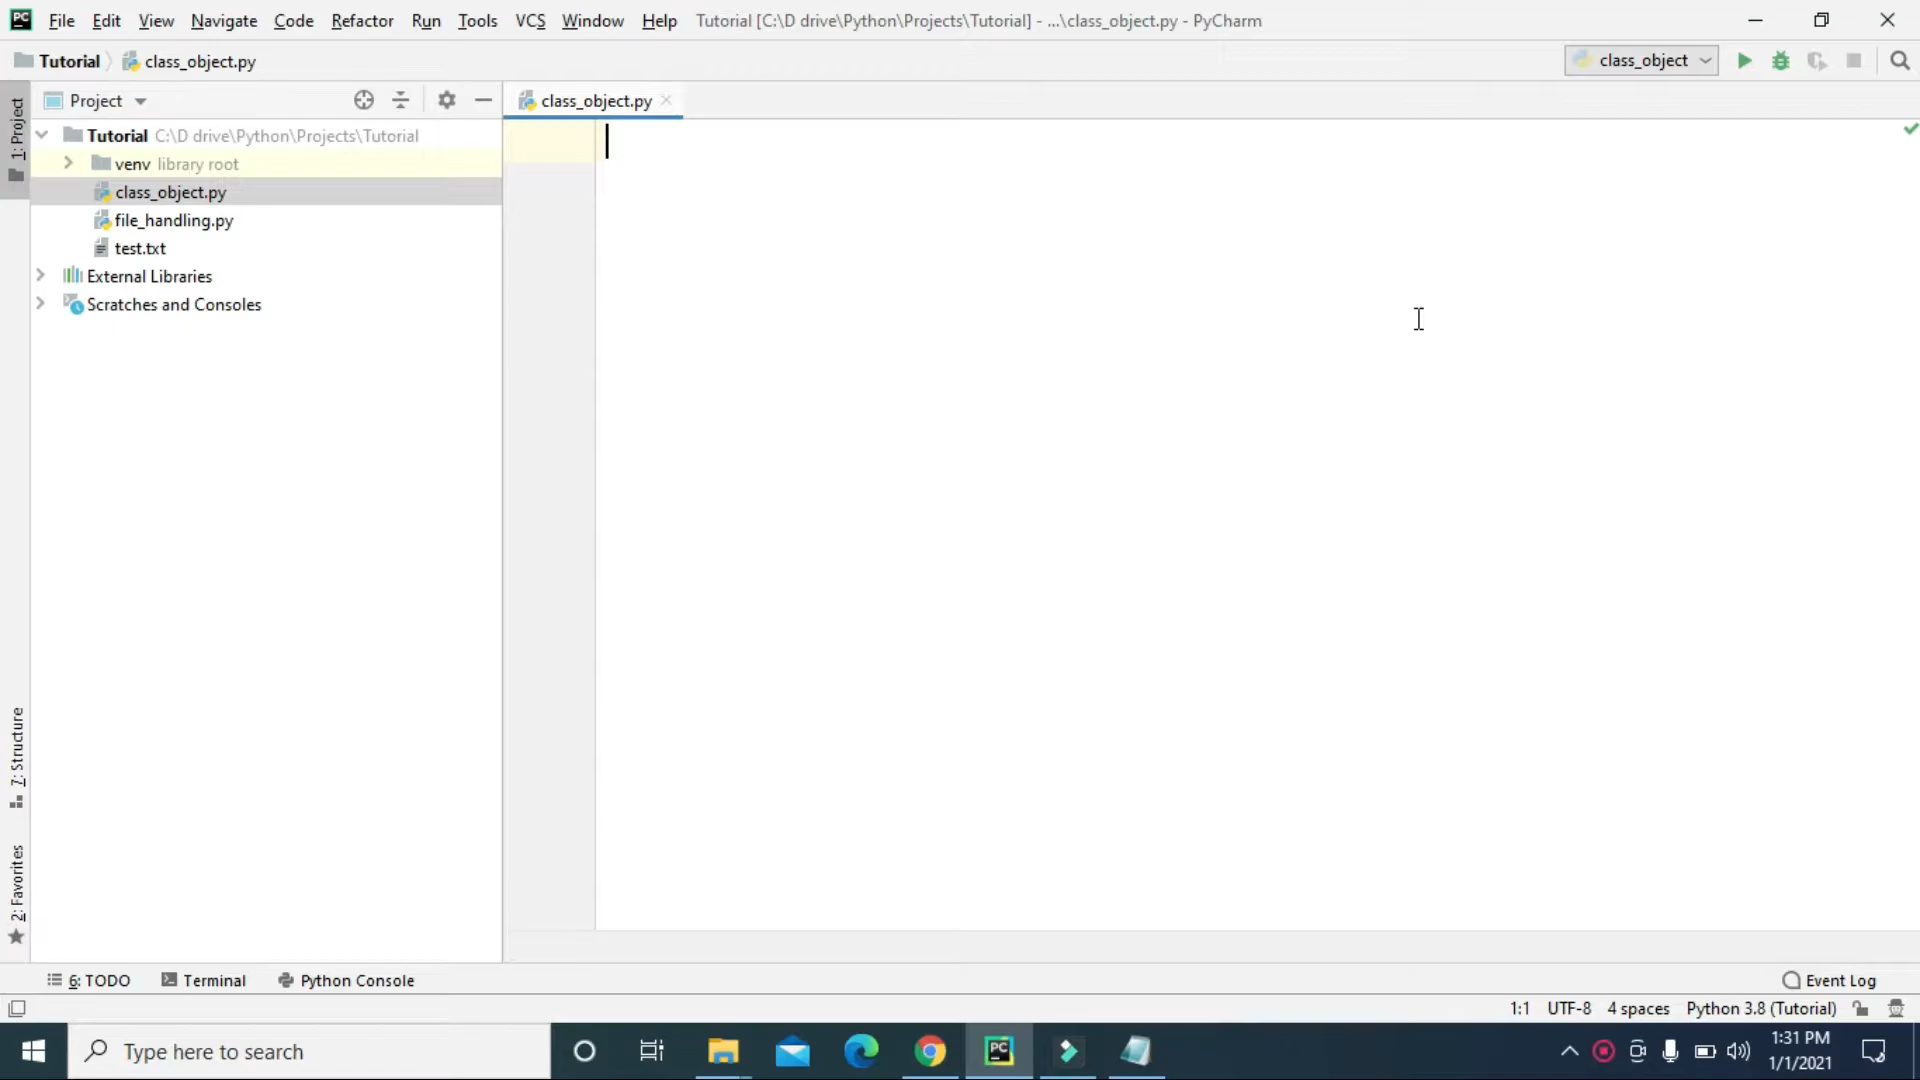 PC File Edit View Navigate Code Refactor Run Tools VCS Window Help Tutorial [C:\D drive\Python\Projects\Tutorial] - ...\class_object.py - PyCharm
Tutorial class_object.py class_object
Project class_object.py
1: Project
Tutorial C:\D drive\Python\Projects\Tutorial
venv library root
class_object.py
file_handling.py
test.txt
External Libraries
Scratches and Consoles
7: Structure
2: Favorites
6: TODO Terminal Python Console Event Log
1:1 UTF-8 4 spaces Python 3.8 (Tutorial)
Type here to search PC 1:31 PM
1/1/2021